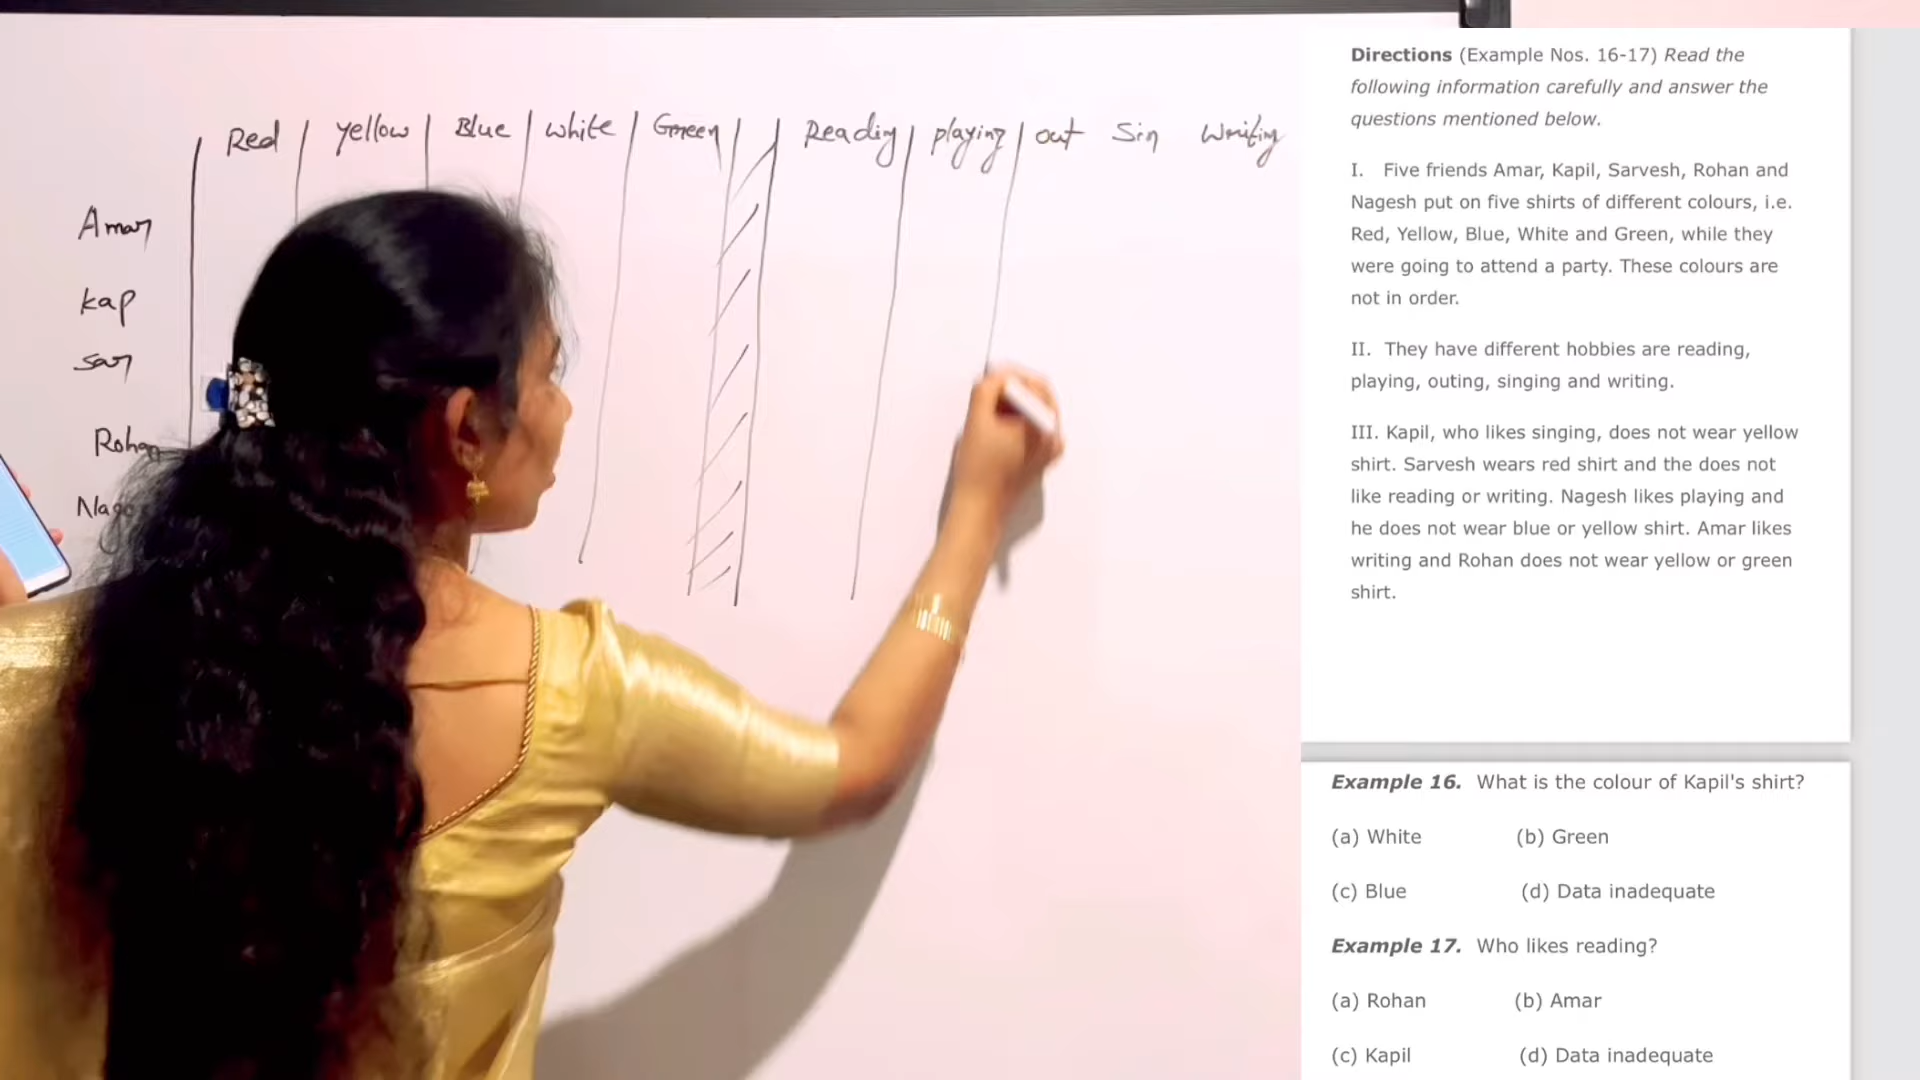 Red yellow Blue white Green Reading playing out Sin Writing
Amar
Kap
Sar
Rohan
Nages
Directions (Example Nos. 16-17) Read the
following information carefully and answer the
questions mentioned below.
I. Five friends Amar, Kapil, Sarvesh, Rohan and
Nagesh put on five shirts of different colours, i.e.
Red, Yellow, Blue, White and Green, while they
were going to attend a party. These colours are
not in order.
II. They have different hobbies are reading,
playing, outing, singing and writing.
III. Kapil, who likes singing, does not wear yellow
shirt. Sarvesh wears red shirt and the does not
like reading or writing. Nagesh likes playing and
he does not wear blue or yellow shirt. Amar likes
writing and Rohan does not wear yellow or green
shirt.
Example 16. What is the colour of Kapil's shirt?
(a) White (b) Green
(c) Blue (d) Data inadequate
Example 17. Who likes reading?
(a) Rohan (b) Amar
(c) Kapil (d) Data inadequate